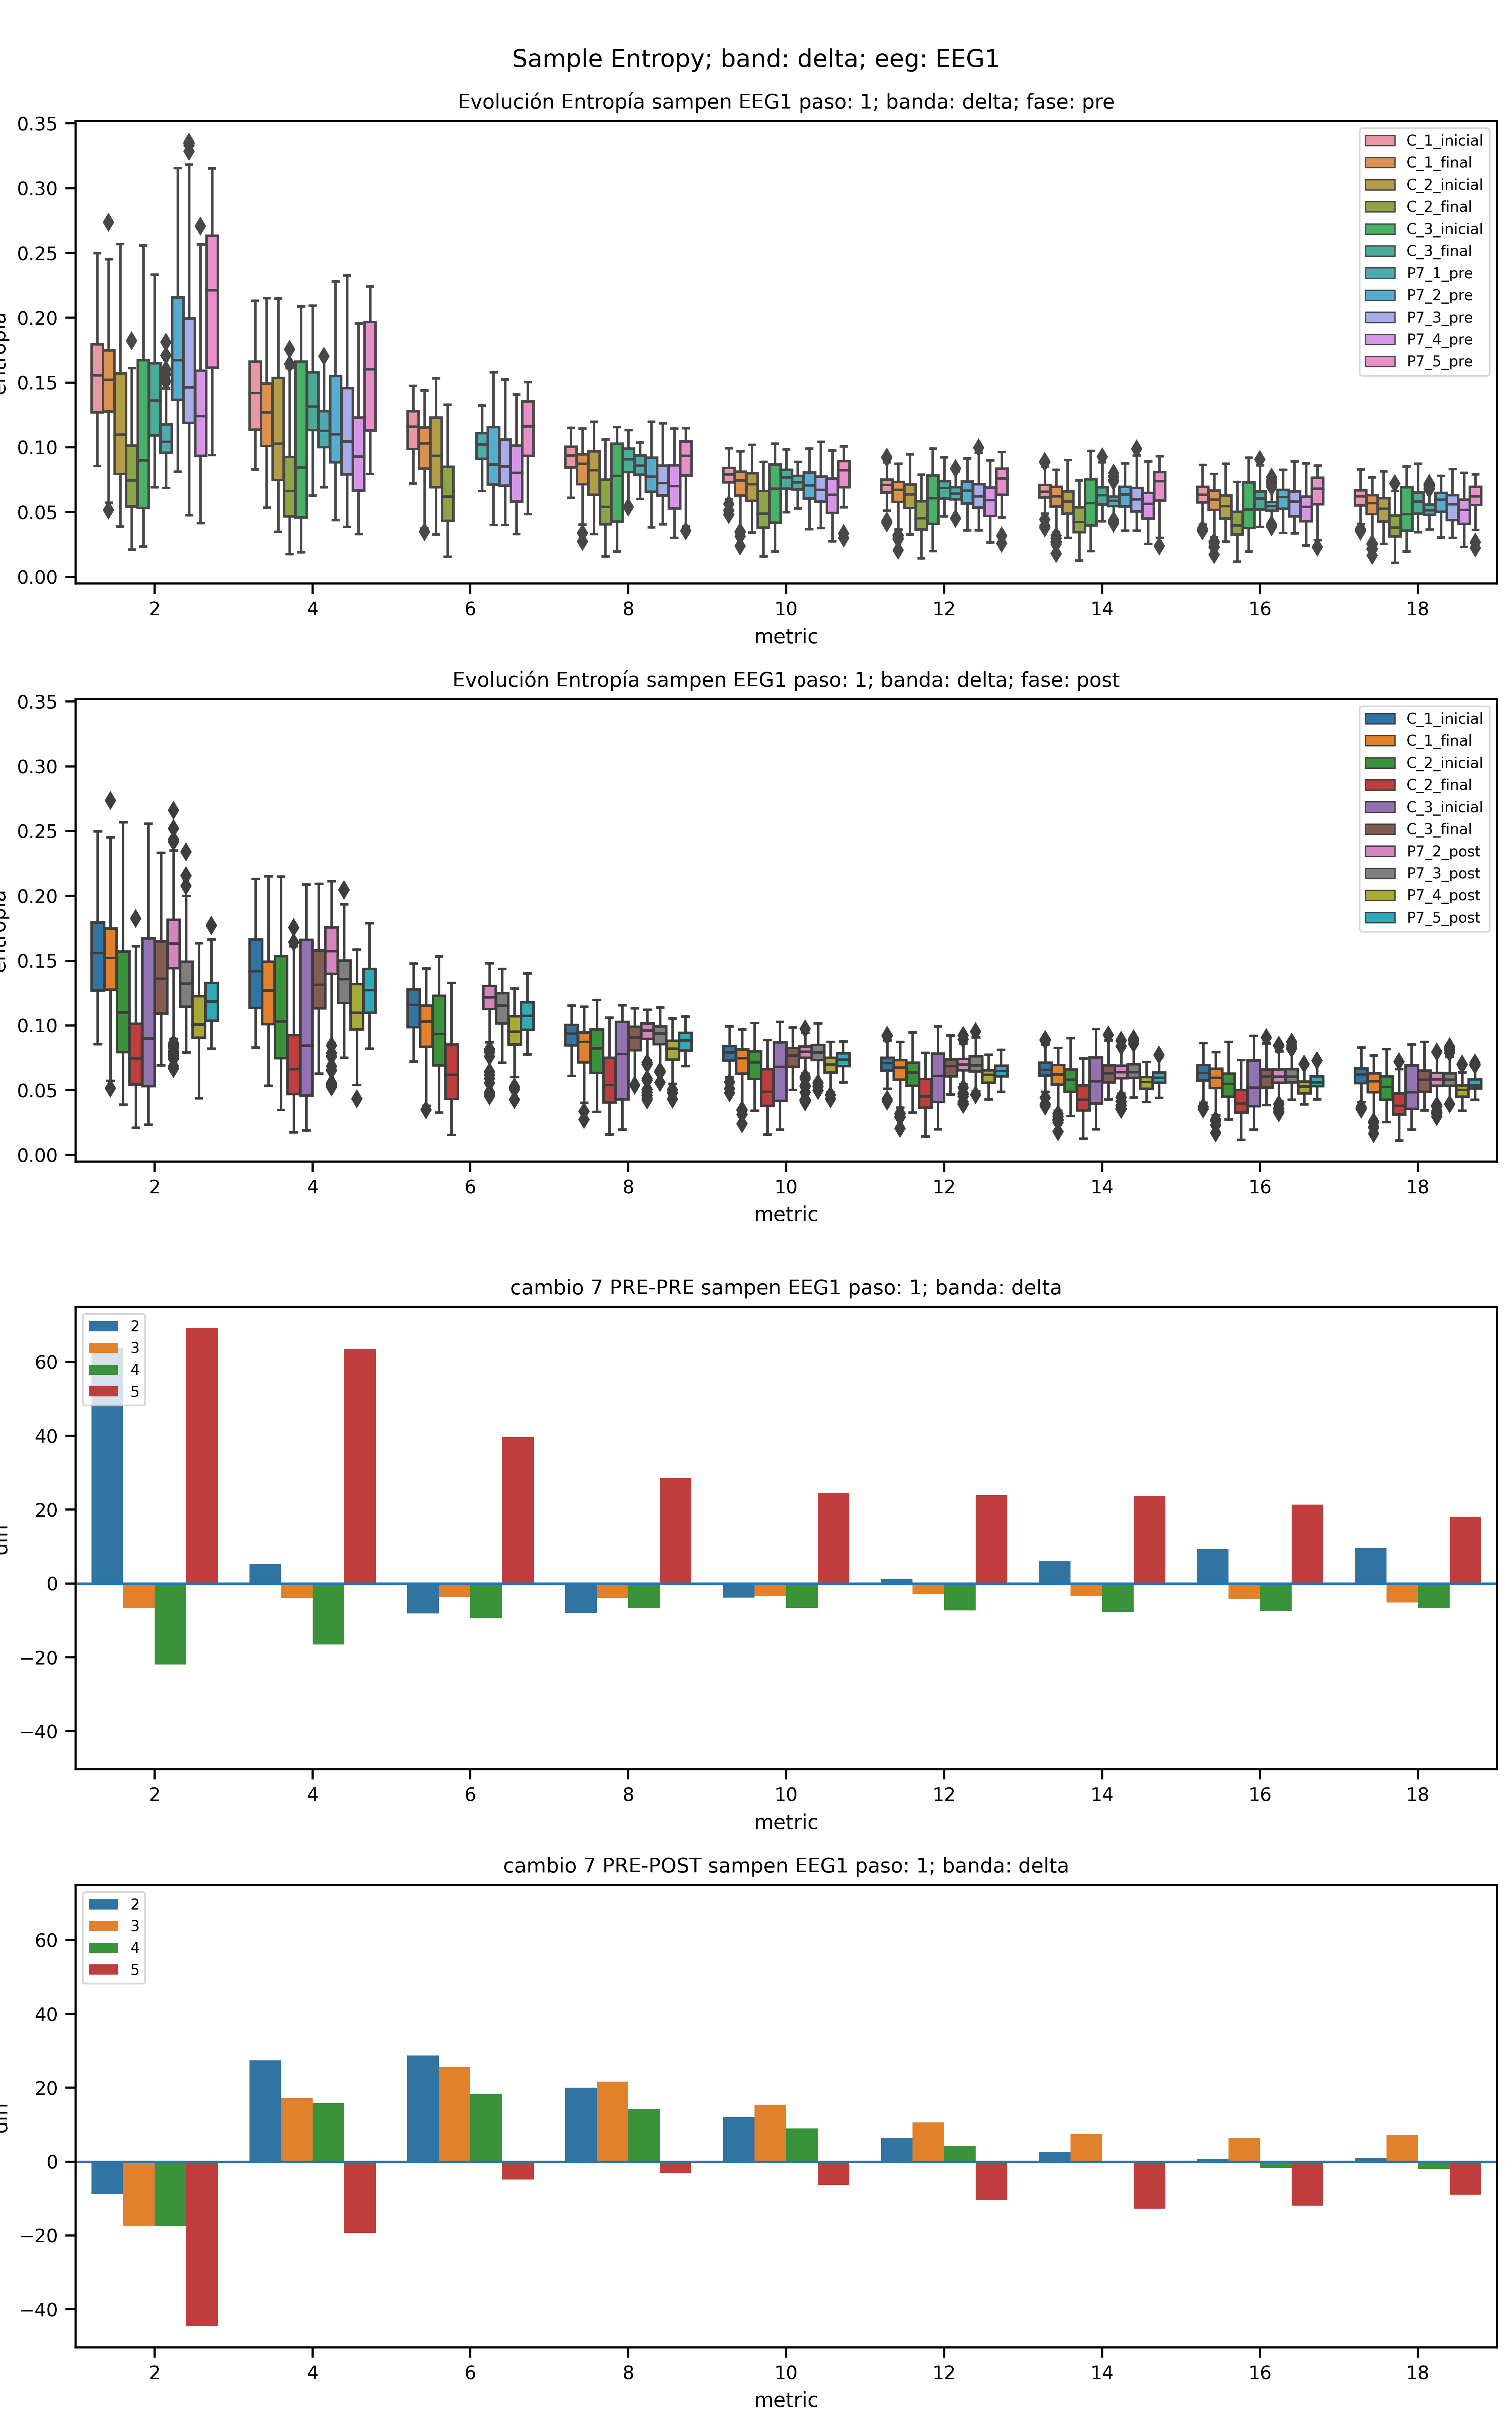 Sample Entropy; band: delta; eeg: EEG1
Evolución Entropía sampen EEG1 paso: 1; banda: delta; fase: pre
0.35
0.30
0.25
0.20
0.15
0.10
0.05
0.00
C_1_inicial
C_1_final
C_2_inicial
C_2_final
C_3_inicial
C_3_final
P7_1_pre
P7_2_pre
P7_3_pre
P7_4_pre
P7_5_pre
2 4 6 8 10 12 14 16 18
metric
Evolución Entropía sampen EEG1 paso: 1; banda: delta; fase: post
0.35
0.30
0.25
0.20
0.15
0.10
0.05
0.00
C_1_inicial
C_1_final
C_2_inicial
C_2_final
C_3_inicial
C_3_final
P7_2_post
P7_3_post
P7_4_post
P7_5_post
2 4 6 8 10 12 14 16 18
metric
cambio 7 PRE-PRE sampen EEG1 paso: 1; banda: delta
60
40
20
0
−20
−40
2
3
4
5
2 4 6 8 10 12 14 16 18
metric
cambio 7 PRE-POST sampen EEG1 paso: 1; banda: delta
60
40
20
0
−20
−40
2
3
4
5
2 4 6 8 10 12 14 16 18
metric